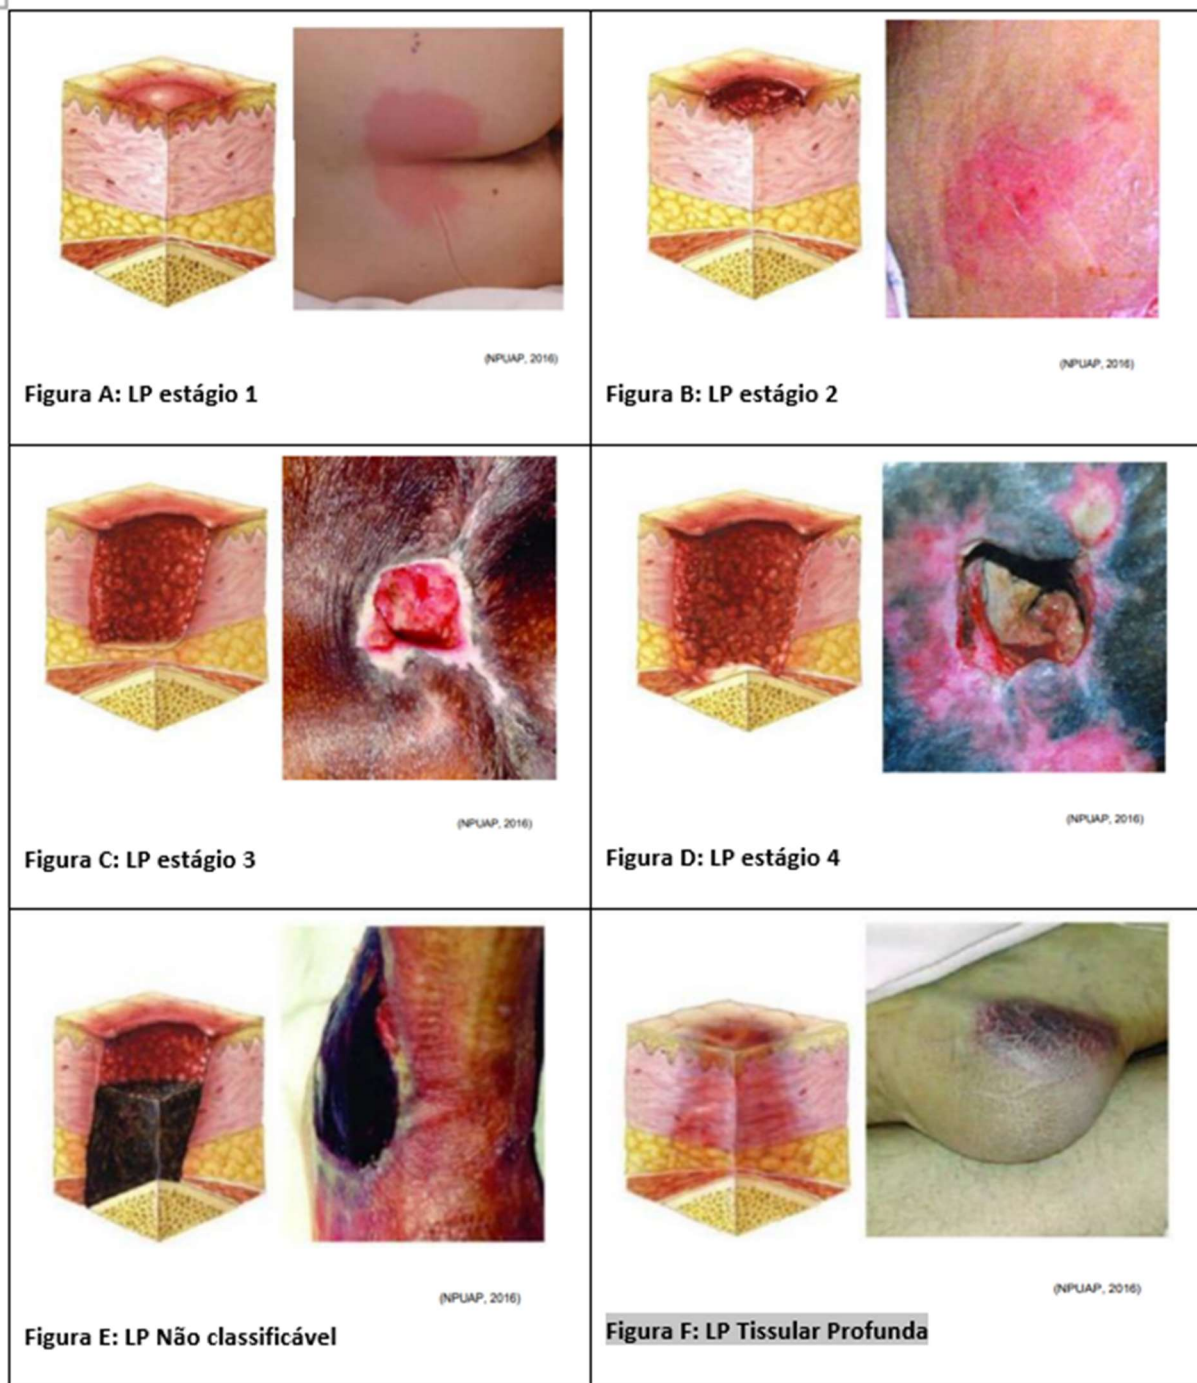 (NPUAP, 2016)
Figura A: LP estágio 1
(NPUAP, 2016)
Figura B: LP estágio 2
(NPUAP, 2016)
Figura C: LP estágio 3
(NPUAP, 2016)
Figura D: LP estágio 4
(NPUAP, 2016)
Figura E: LP Não classificável
(NPUAP, 2016)
Figura F: LP Tissular Profunda